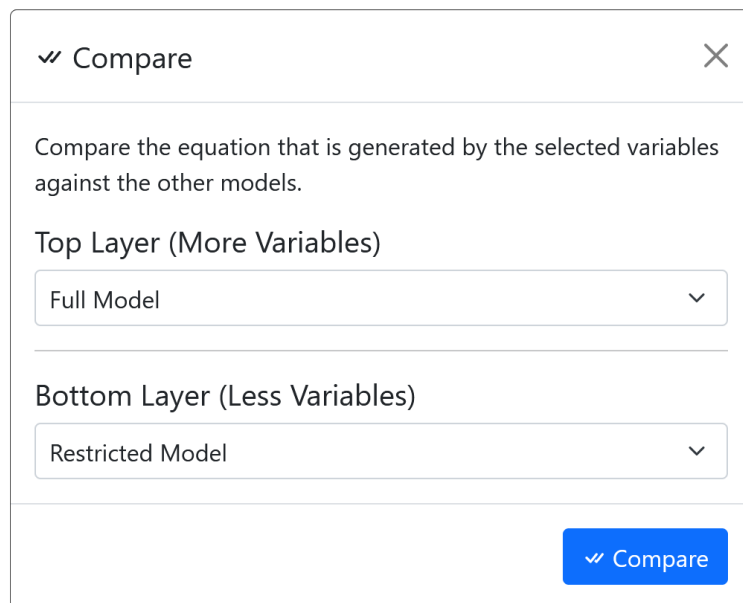 Compare
Compare the equation that is generated by the selected variables
against the other models.
Top Layer (More Variables)
Full Model
Bottom Layer (Less Variables)
Restricted Model
Compare